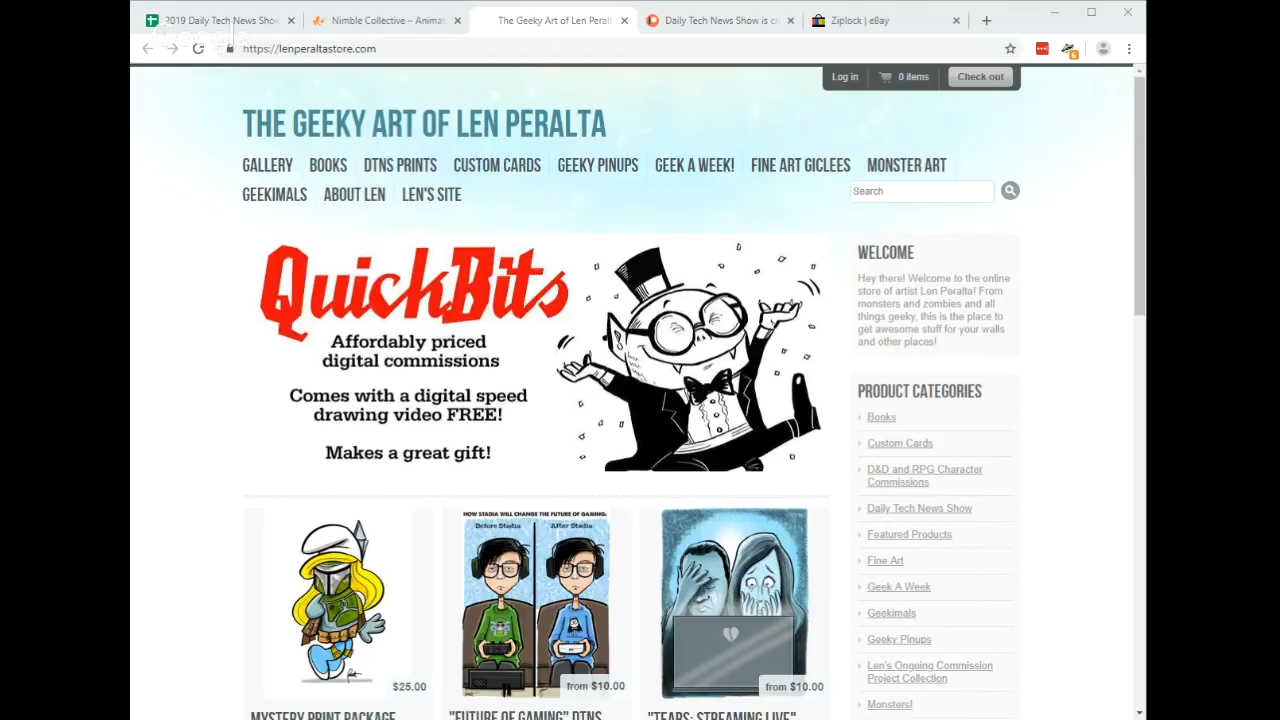 2019 Daily Tech News Show
Nimble Collective – Animat
The Geeky Art of Len Peralt
Daily Tech News Show is cr
Ziplock | eBay
https://lenperaltastore.com
Log in
0 items
Check out
THE GEEKY ART OF LEN PERALTA
GALLERY BOOKS DTNS PRINTS CUSTOM CARDS GEEKY PINUPS GEEK A WEEK! FINE ART GICLEES MONSTER ART
GEEKIMALS ABOUT LEN LEN'S SITE
Search
QuickBits
Affordably priced
digital commissions
Comes with a digital speed
drawing video FREE!
Makes a great gift!
WELCOME
Hey there! Welcome to the online
store of artist Len Peralta! From
monsters and zombies and all
things geeky, this is the place to
get awesome stuff for your walls
and other places!
PRODUCT CATEGORIES
Books
Custom Cards
D&D and RPG Character
Commissions
Daily Tech News Show
Featured Products
Fine Art
Geek A Week
Geekimals
Geeky Pinups
Len's Ongoing Commission
Project Collection
Monsters!
$25.00
MYSTERY PRINT PACKAGE
HOW STADIA WILL CHANGE THE FUTURE OF GAMING:
Before Stadia
After Stadia
from $10.00
"FUTURE OF GAMING" DTNS
from $10.00
"TEARS: STREAMING LIVE"